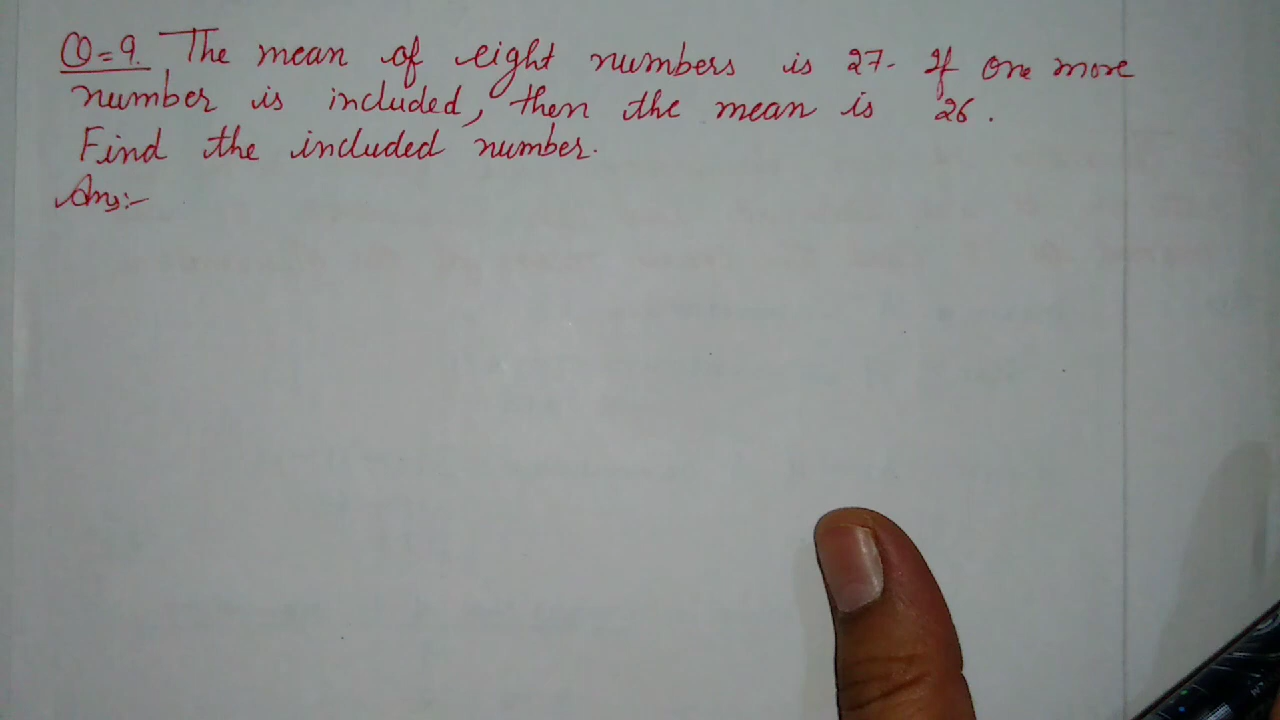 Q=9. The mean of eight numbers is 27. If one more
number is included, then the mean is 26.
Find the included number.
Ans:-